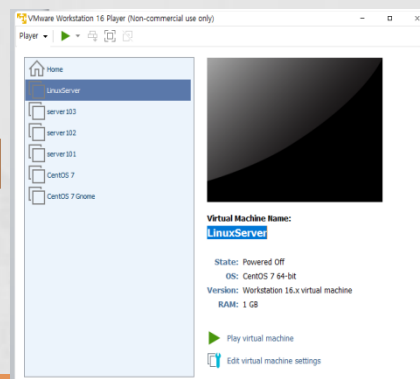 VMware Workstation 16 Player (Non-commercial use only)
Player
Home
LinuxServer
server103
server102
server101
CentOS 7
CentOS 7 Gnome
Virtual Machine Name:
LinuxServer
State: Powered Off
OS: CentOS 7 64-bit
Version: Workstation 16.x virtual machine
RAM: 1 GB
Play virtual machine
Edit virtual machine settings